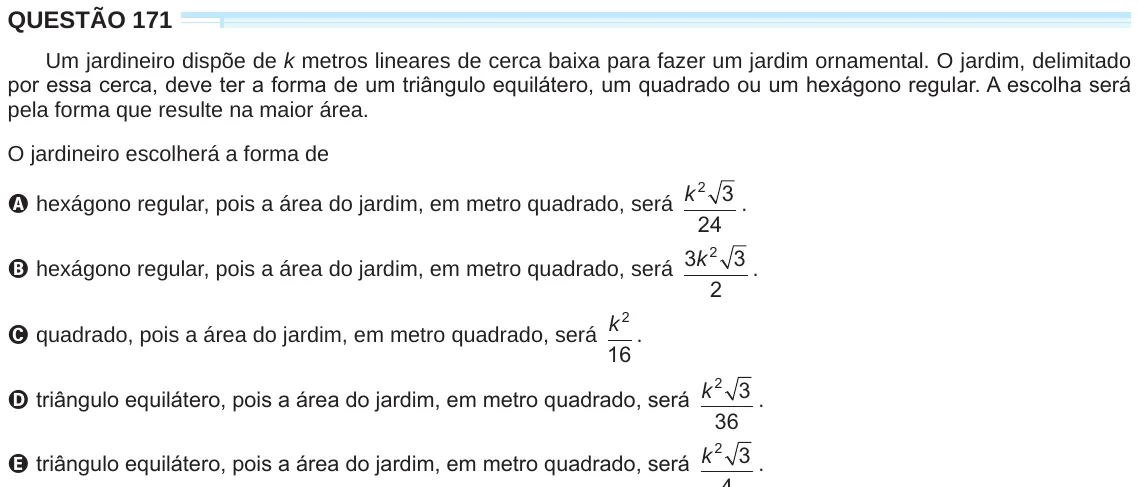 QUESTÃO 171
Um jardineiro dispõe de k metros lineares de cerca baixa para fazer um jardim ornamental. O jardim, delimitado
por essa cerca, deve ter a forma de um triângulo equilátero, um quadrado ou um hexágono regular. A escolha será
pela forma que resulte na maior área.
O jardineiro escolherá a forma de
A hexágono regular, pois a área do jardim, em metro quadrado, será k²√3/24.
B hexágono regular, pois a área do jardim, em metro quadrado, será 3k²√3/2.
C quadrado, pois a área do jardim, em metro quadrado, será k²/16.
D triângulo equilátero, pois a área do jardim, em metro quadrado, será k²√3/36.
E triângulo equilátero, pois a área do jardim, em metro quadrado, será k²√3/4.